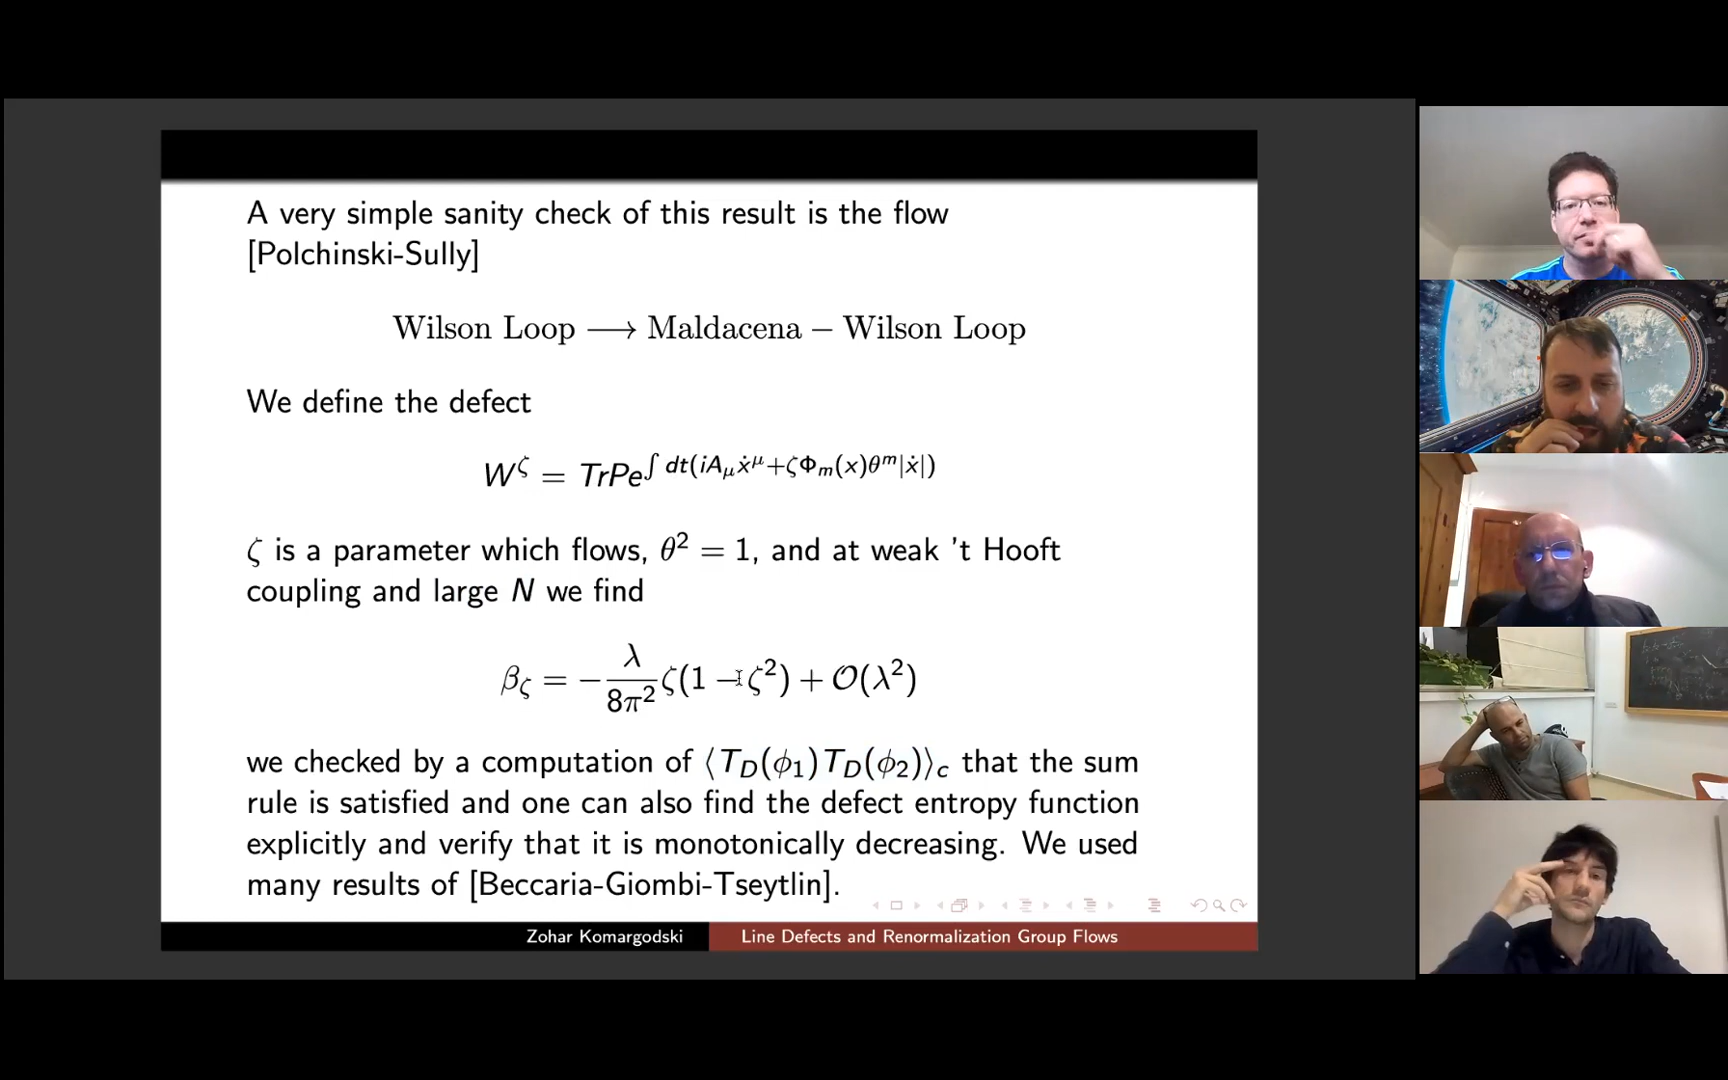 A very simple sanity check of this result is the flow
[Polchinski-Sully]
Wilson Loop ⟶ Maldacena − Wilson Loop
We define the defect
W^ζ = TrPe^{∫ dt(iA_μ ẋ^μ+ζΦ_m(x)θ^m|ẋ|)}
ζ is a parameter which flows, θ² = 1, and at weak 't Hooft
coupling and large N we find
β_ζ = −\frac{λ}{8π²}ζ(1 − ζ²) + 𝒪(λ²)
we checked by a computation of ⟨T_D(ϕ₁)T_D(ϕ₂)⟩_c that the sum
rule is satisfied and one can also find the defect entropy function
explicitly and verify that it is monotonically decreasing. We used
many results of [Beccaria-Giombi-Tseytlin].
Zohar Komargodski Line Defects and Renormalization Group Flows